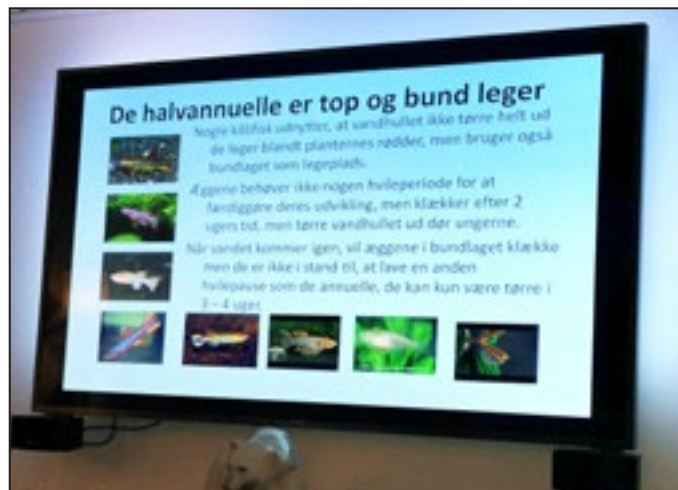 De halvannuelle er top og bund leger
Nogle killifisk udnytter, at vandhullet ikke tørre helt ud
de leger blandt planternes rødder, men bruger også
bundlaget som legeplads.
Æggene behøver ikke nogen hvileperiode for at
færdiggøre deres udvikling, men klækker efter 2
ugers tid, men tørre vandhullet ud dør ungerne.
Når vandet kommer igen, vil æggene i bundlaget klække
men de er ikke i stand til, at lave en anden
hvilepause som de annuelle, de kan kun være tørre i
3 – 4 uger.